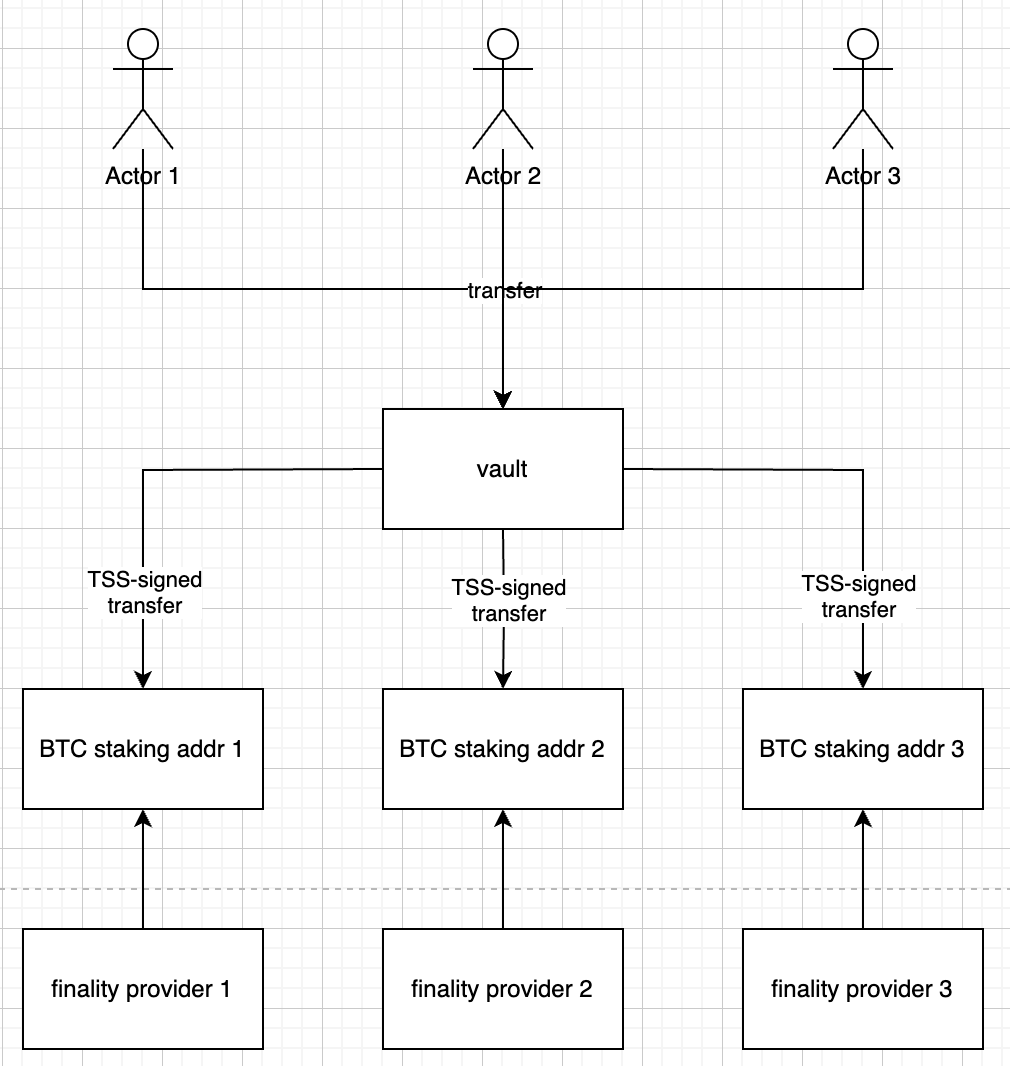 Actor 1
Actor 2
Actor 3
transfer
vault
TSS-signed
transfer
TSS-signed
transfer
TSS-signed
transfer
BTC staking addr 1
BTC staking addr 2
BTC staking addr 3
finality provider 1
finality provider 2
finality provider 3